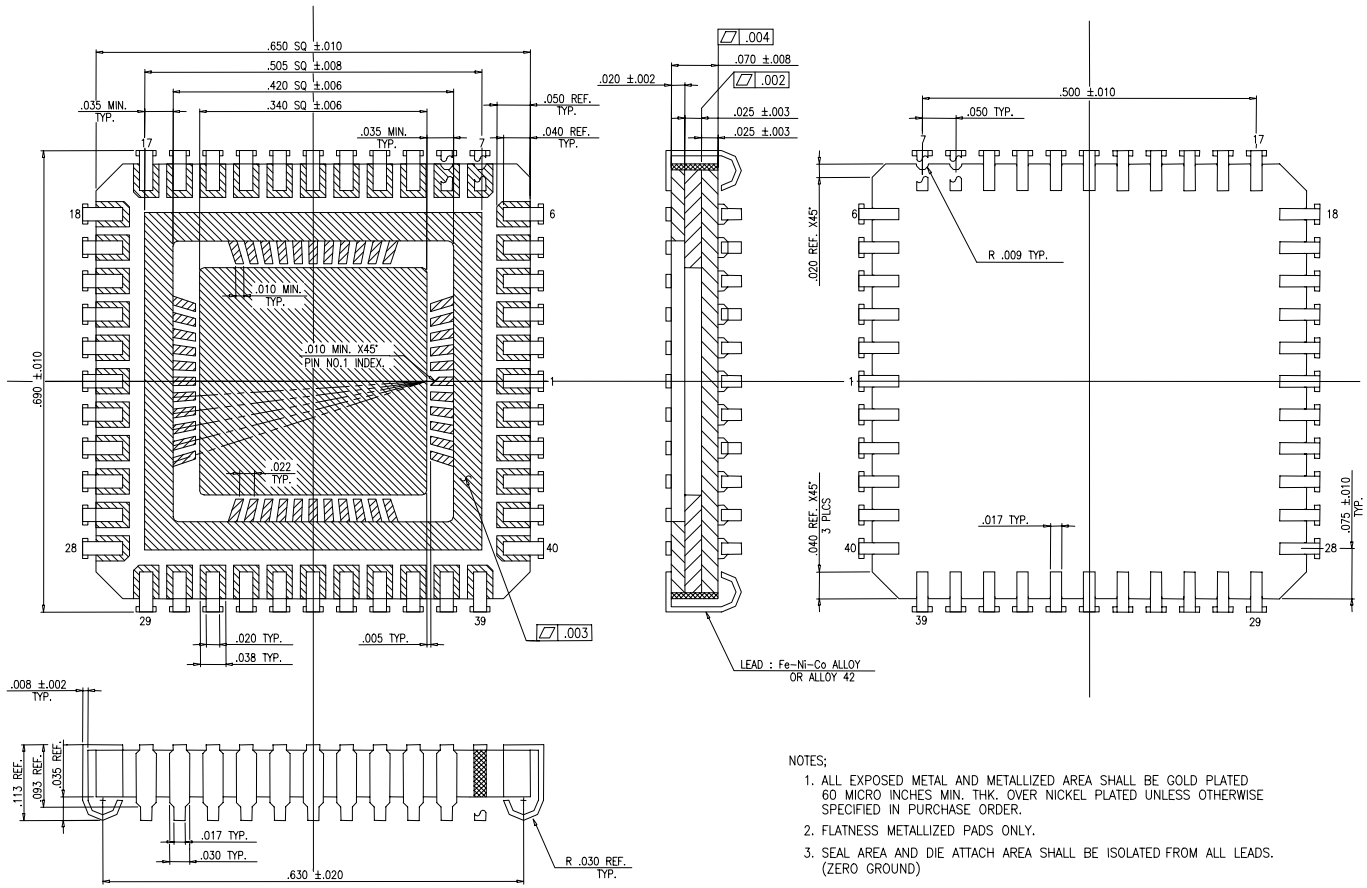 .650 SQ ±.010
.505 SQ ±.008
.420 SQ ±.006
.340 SQ ±.006
.035 MIN.
TYP.
.035 MIN.
TYP.
.050 REF.
TYP.
.040 REF.
TYP.
17
7
18
6
.010 MIN.
TYP.
.010 MIN. X45°
PIN NO.1 INDEX.
1
.690 ±.010
.022
TYP.
28
40
29
39
.020 TYP.
.038 TYP.
.005 TYP.
.003
.004
.070 ±.008
.020 ±.002
.002
.025 ±.003
.025 ±.003
LEAD : Fe-Ni-Co ALLOY
OR ALLOY 42
.500 ±.010
.050 TYP.
7
17
6
18
.020 REF. X45°
R .009 TYP.
1
.040 REF. X45°
3 PLCS
.017 TYP.
.075 ±.010
TYP.
40
28
39
29
.008 ±.002
TYP.
.113 REF.
.093 REF.
.035 REF.
.017 TYP.
.030 TYP.
.630 ±.020
R .030 REF.
TYP.
NOTES;
1. ALL EXPOSED METAL AND METALLIZED AREA SHALL BE GOLD PLATED
60 MICRO INCHES MIN. THK. OVER NICKEL PLATED UNLESS OTHERWISE
SPECIFIED IN PURCHASE ORDER.
2. FLATNESS METALLIZED PADS ONLY.
3. SEAL AREA AND DIE ATTACH AREA SHALL BE ISOLATED FROM ALL LEADS.
(ZERO GROUND)